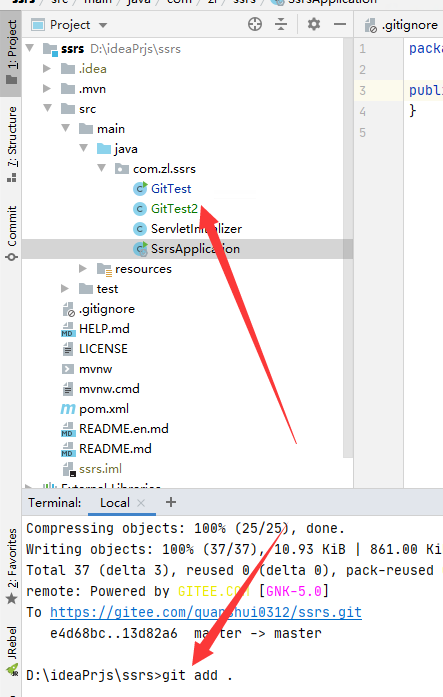 ssrs / src / main / java / com / zl / ssrs / SsrsApplication
1: Project
Project
.gitignore
ssrs D:\ideaPrjs\ssrs
.idea
.mvn
src
main
java
com.zl.ssrs
GitTest
GitTest2
ServletInitializer
SsrsApplication
resources
test
.gitignore
HELP.md
LICENSE
mvnw
mvnw.cmd
pom.xml
README.en.md
README.md
ssrs.iml
External Libraries
1 packa
2
3 publi
4 }
5
Z: Structure
Commit
2: Favorites
JRebel
Terminal: Local × +
Compressing objects: 100% (25/25), done.
Writing objects: 100% (37/37), 10.93 KiB | 861.00 Ki
Total 37 (delta 3), reused 0 (delta 0), pack-reused
remote: Powered by GITEE.COM [GNK-5.0]
To https://gitee.com/quanshui0312/ssrs.git
e4d68bc..13d82a6 master -> master
D:\ideaPrjs\ssrs>git add .